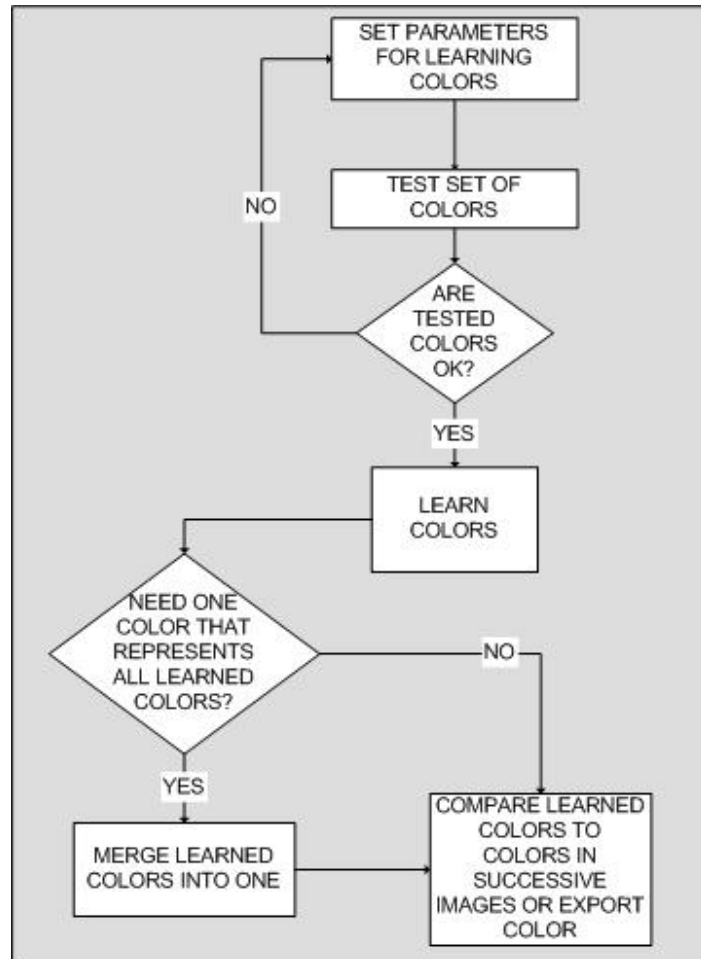 SET PARAMETERS
FOR LEARNING
COLORS
TEST SET OF
COLORS
NO
ARE
TESTED
COLORS
OK?
YES
LEARN
COLORS
NEED ONE
COLOR THAT
REPRESENTS
ALL LEARNED
COLORS?
NO
YES
MERGE LEARNED
COLORS INTO ONE
COMPARE LEARNED
COLORS TO
COLORS IN
SUCCESSIVE
IMAGES OR EXPORT
COLOR